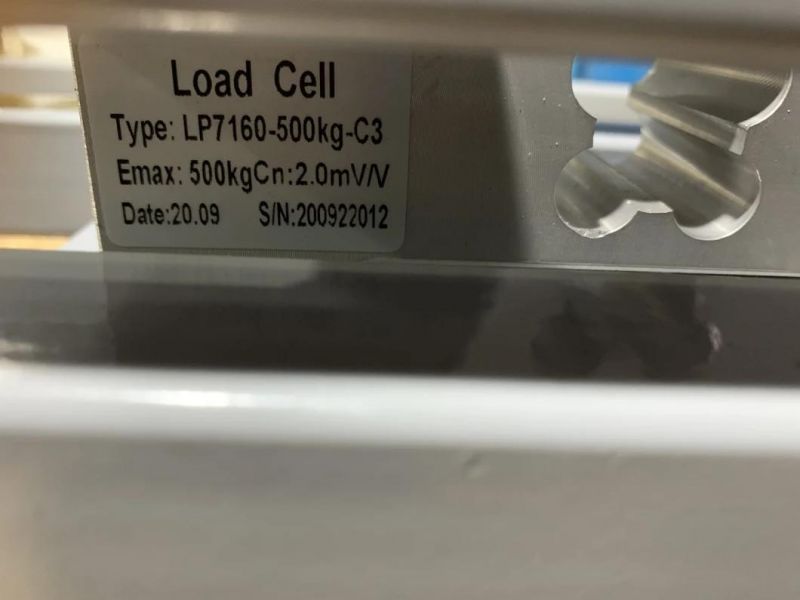 Load Cell
Type: LP7160-500kg-C3
Emax: 500kgCn:2.0mV/V
Date:20.09 S/N:200922012